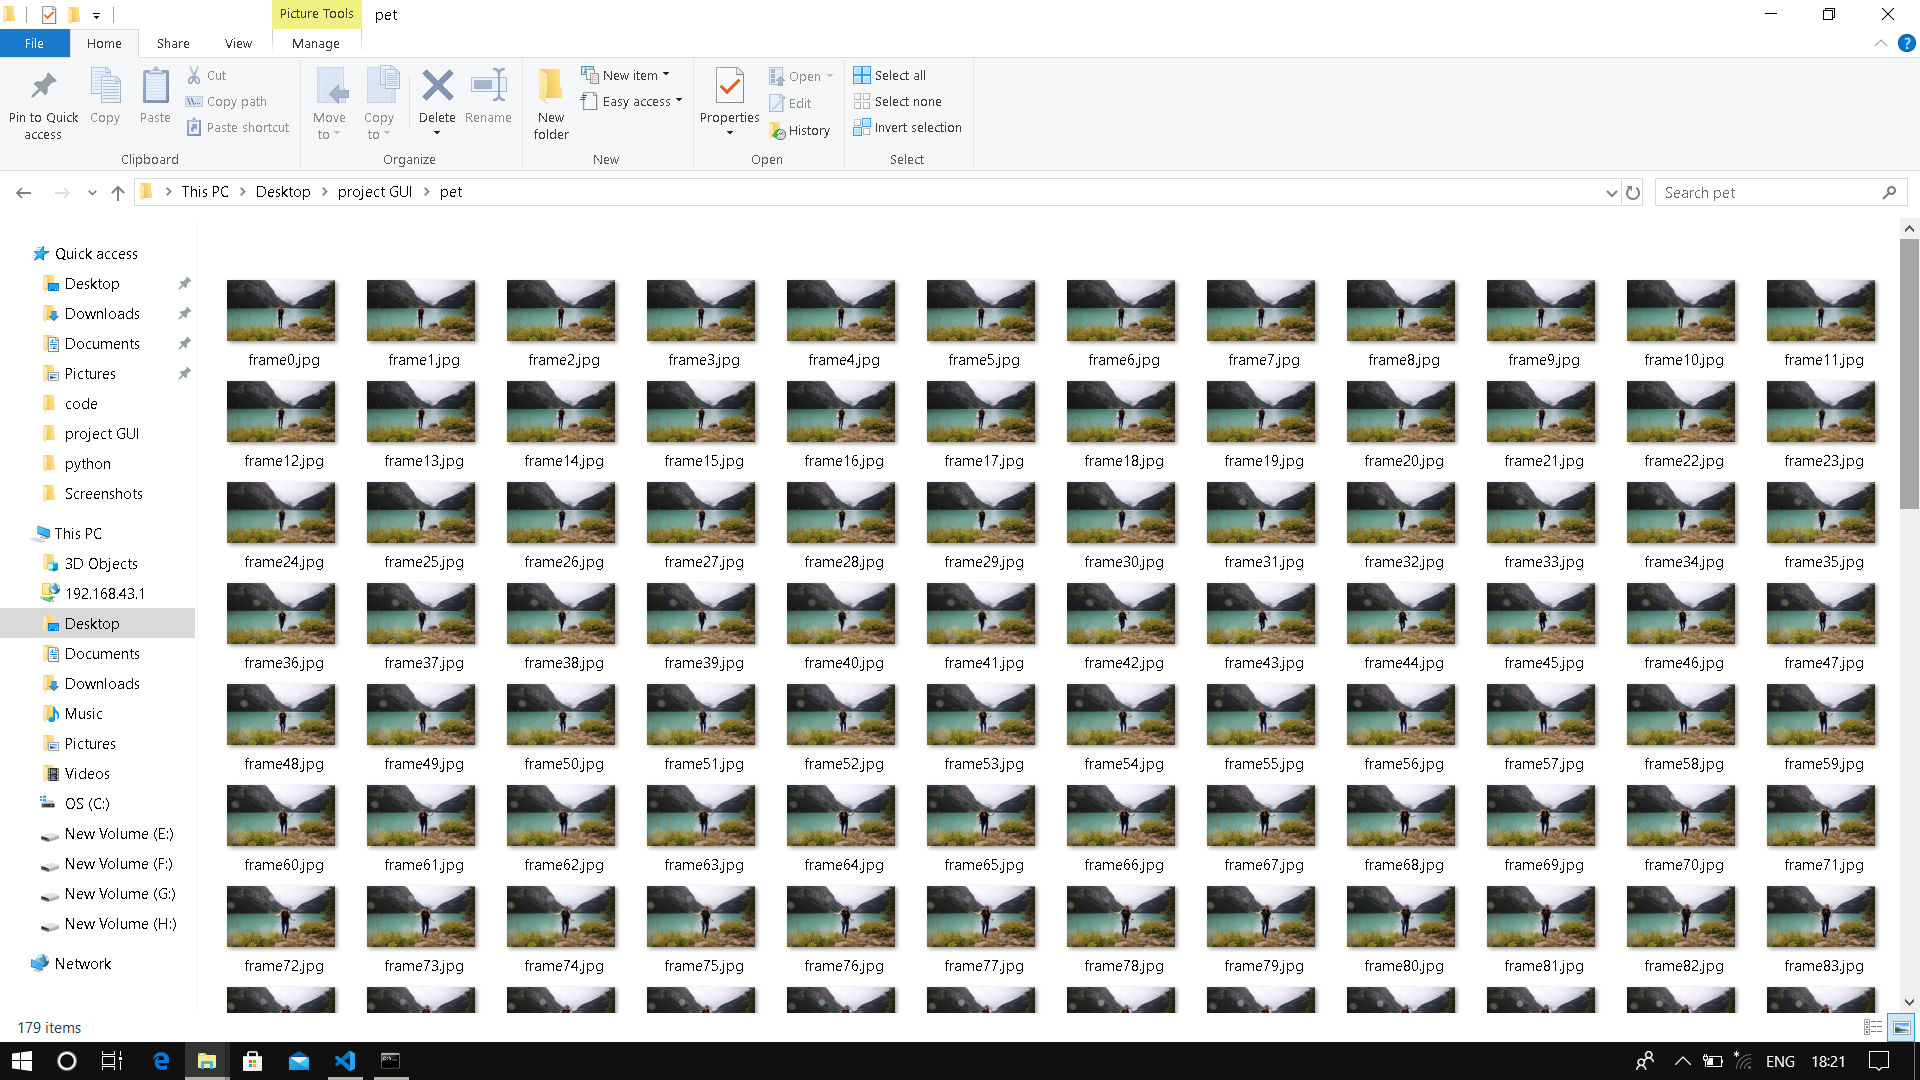 Picture Tools pet
File Home Share View Manage
Pin to Quick access
Copy
Paste
Cut
Copy path
Paste shortcut
Clipboard
Move to
Copy to
Delete
Rename
Organize
New folder
New item
Easy access
New
Properties
Open
Edit
History
Open
Select all
Select none
Invert selection
Select
This PC Desktop project GUI pet
Search pet
Quick access
Desktop
Downloads
Documents
Pictures
code
project GUI
python
Screenshots
This PC
3D Objects
192.168.43.1
Desktop
Documents
Downloads
Music
Pictures
Videos
OS (C:)
New Volume (E:)
New Volume (F:)
New Volume (G:)
New Volume (H:)
Network
frame0.jpg frame1.jpg frame2.jpg frame3.jpg frame4.jpg frame5.jpg frame6.jpg frame7.jpg frame8.jpg frame9.jpg frame10.jpg frame11.jpg
frame12.jpg frame13.jpg frame14.jpg frame15.jpg frame16.jpg frame17.jpg frame18.jpg frame19.jpg frame20.jpg frame21.jpg frame22.jpg frame23.jpg
frame24.jpg frame25.jpg frame26.jpg frame27.jpg frame28.jpg frame29.jpg frame30.jpg frame31.jpg frame32.jpg frame33.jpg frame34.jpg frame35.jpg
frame36.jpg frame37.jpg frame38.jpg frame39.jpg frame40.jpg frame41.jpg frame42.jpg frame43.jpg frame44.jpg frame45.jpg frame46.jpg frame47.jpg
frame48.jpg frame49.jpg frame50.jpg frame51.jpg frame52.jpg frame53.jpg frame54.jpg frame55.jpg frame56.jpg frame57.jpg frame58.jpg frame59.jpg
frame60.jpg frame61.jpg frame62.jpg frame63.jpg frame64.jpg frame65.jpg frame66.jpg frame67.jpg frame68.jpg frame69.jpg frame70.jpg frame71.jpg
frame72.jpg frame73.jpg frame74.jpg frame75.jpg frame76.jpg frame77.jpg frame78.jpg frame79.jpg frame80.jpg frame81.jpg frame82.jpg frame83.jpg
179 items
ENG 18:21